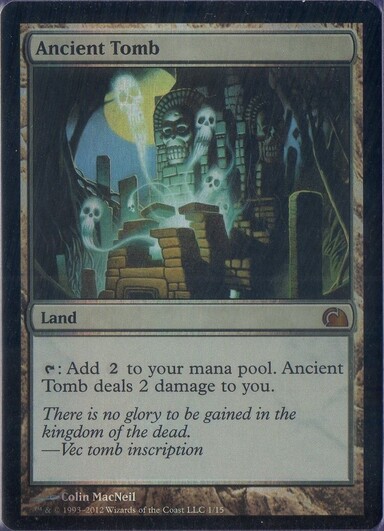 Ancient Tomb
Land
: Add 2 to your mana pool. Ancient
Tomb deals 2 damage to you.
There is no glory to be gained in the
kingdom of the dead.
—Vec tomb inscription
Colin MacNeil
™ & © 1993–2012 Wizards of the Coast LLC 1/15